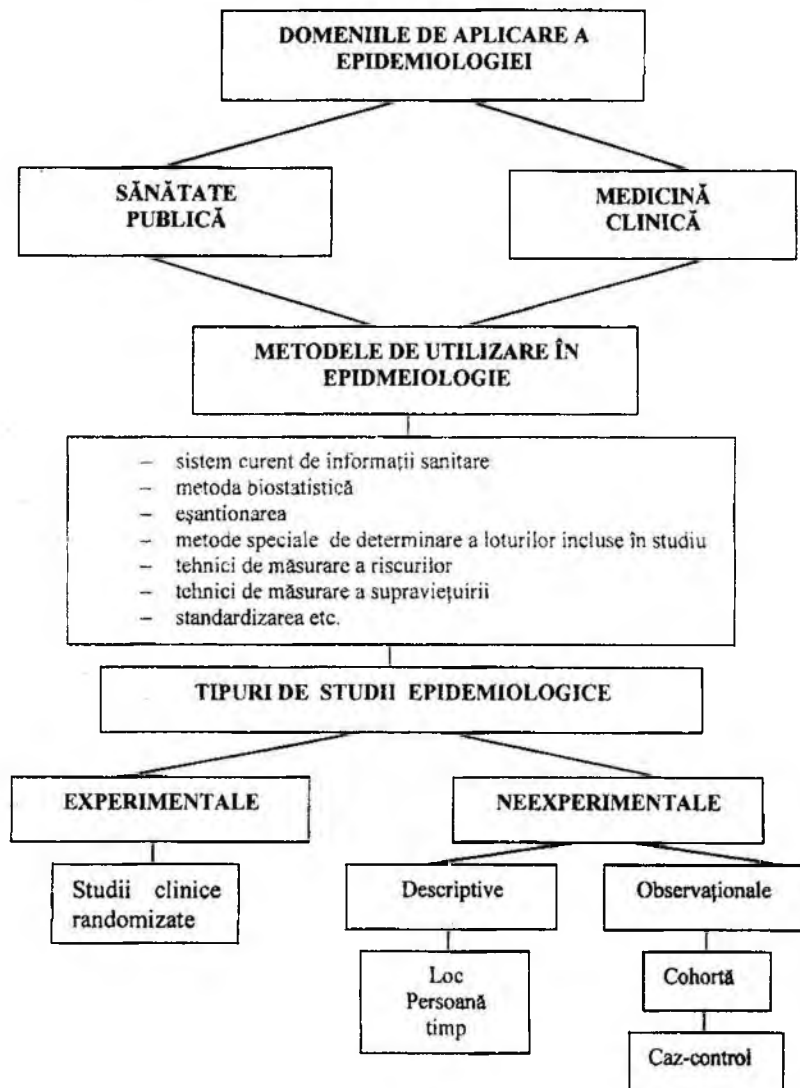 DOMENIILE DE APLICARE A
EPIDEMIOLOGIEI
SĂNĂTATE
PUBLICĂ
MEDICINĂ
CLINICĂ
METODELE DE UTILIZARE ÎN
EPIDMEIOLOGIE
– sistem curent de informații sanitare
– metoda biostatistică
– eșantionarea
– metode speciale de determinare a loturilor incluse în studiu
– tehnici de măsurare a riscurilor
– tehnici de măsurare a supraviețuirii
– standardizarea etc.
TIPURI DE STUDII EPIDEMIOLOGICE
EXPERIMENTALE
NEEXPERIMENTALE
Studii clinice
randomizate
Descriptive
Observaționale
Loc
Persoană
timp
Cohortă
Caz-control